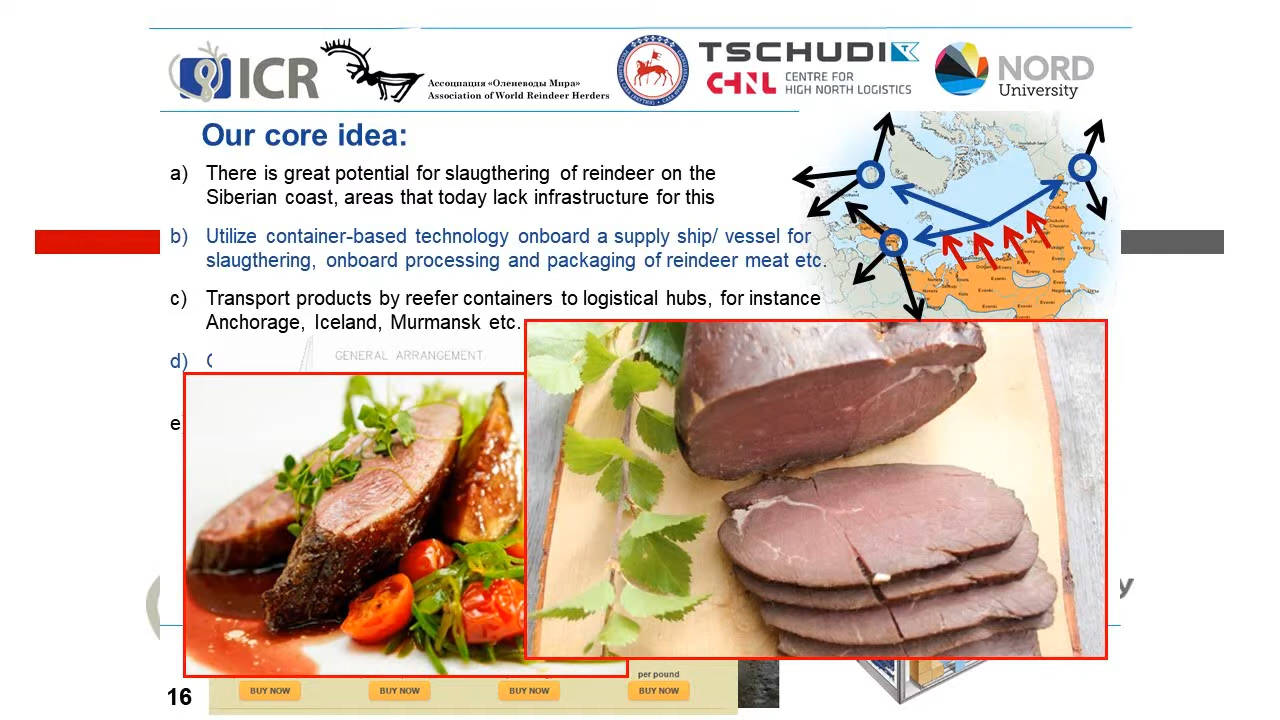 ICR
Ассоциация «Оленеводы Мира»
Association of World Reindeer Herders
TSCHUDI
CHNL CENTRE FOR
HIGH NORTH LOGISTICS
NORD
University
Our core idea:
a) There is great potential for slaugthering of reindeer on the
Siberian coast, areas that today lack infrastructure for this
b) Utilize container-based technology onboard a supply ship/ vessel for
slaugthering, onboard processing and packaging of reindeer meat etc.
c) Transport products by reefer containers to logistical hubs, for instance
Anchorage, Iceland, Murmansk etc.
d)
GENERAL ARRANGEMENT
e
y
per pound
BUY NOW BUY NOW BUY NOW BUY NOW
16